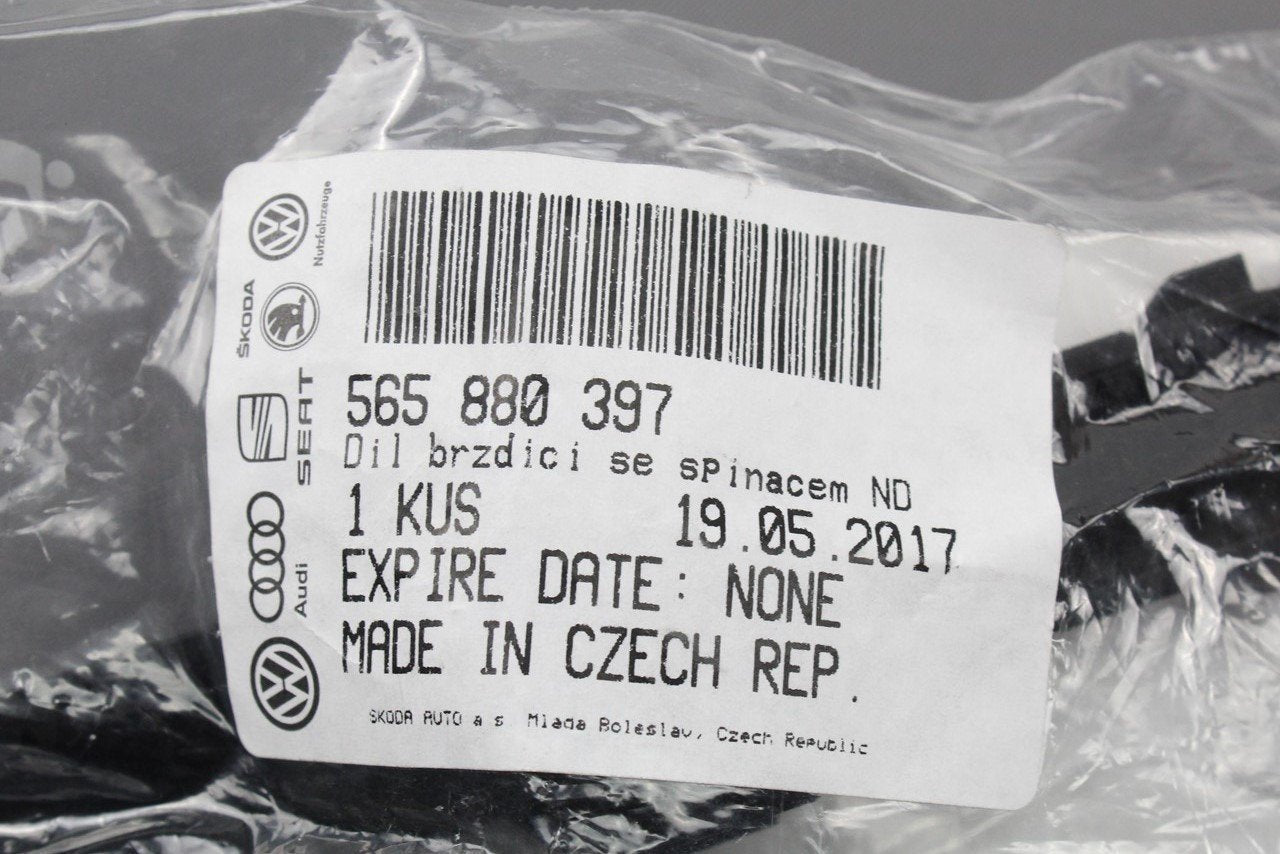 565 880 397
Dil brzdici se spinacem ND
1 KUS 19.05.2017
EXPIRE DATE: NONE
MADE IN CZECH REP.
SKODA AUTO a s Mlada Boleslav, Czech Republic
Nutzfahrzeuge
ŠKODA
SEAT
Audi